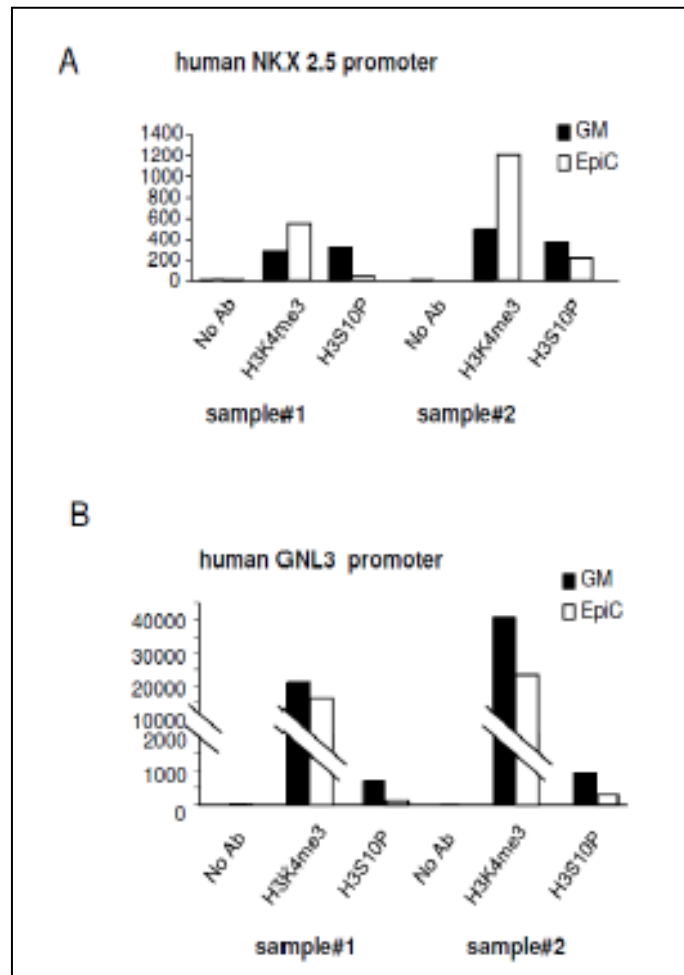 A
human NKX 2.5 promoter
GM
EpiC
1400
1200
1000
800
600
400
200
0
No Ab
H3K4me3
H3S10P
No Ab
H3K4me3
H3S10P
sample#1
sample#2
B
human GNL3 promoter
GM
EpiC
40000
30000
20000
10000
2000
1000
0
No Ab
H3K4me3
H3S10P
No Ab
H3K4me3
H3S10P
sample#1
sample#2